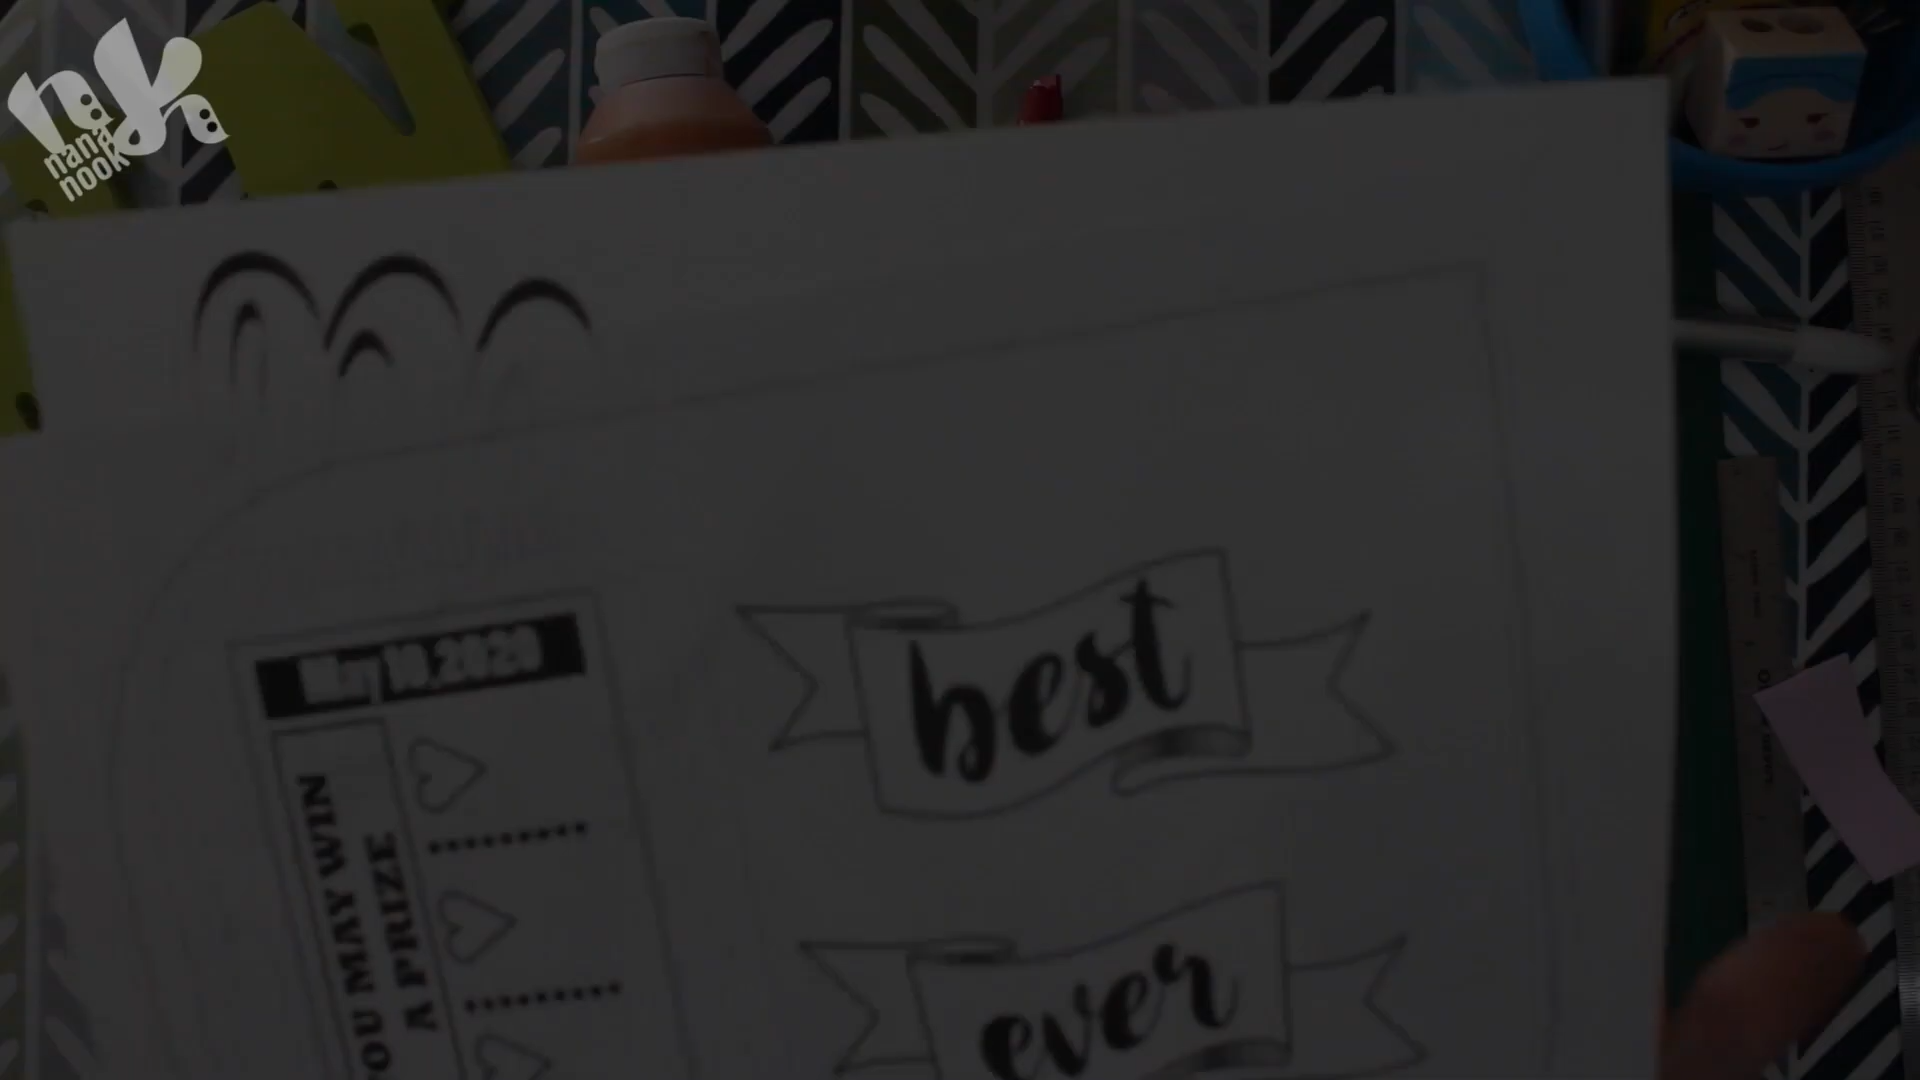 nana
nook
May 10, 2020
YOU MAY WIN
A PRIZE
best
ever